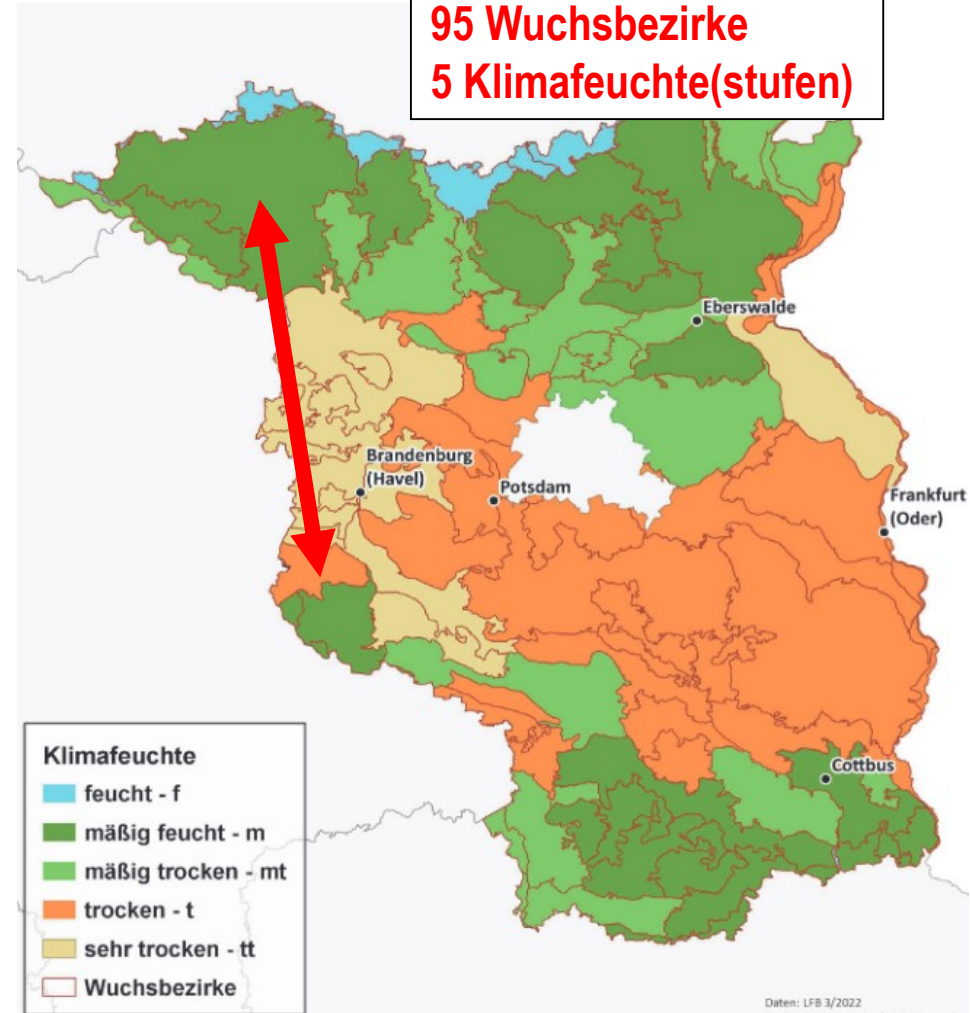 95 Wuchsbezirke
5 Klimafeuchte(stufen)
Eberswalde
Brandenburg
(Havel)
Potsdam
Frankfurt
(Oder)
Cottbus
Klimafeuchte
feucht - f
mäßig feucht - m
mäßig trocken - mt
trocken - t
sehr trocken - tt
Wuchsbezirke
Daten: LFB 3/2022